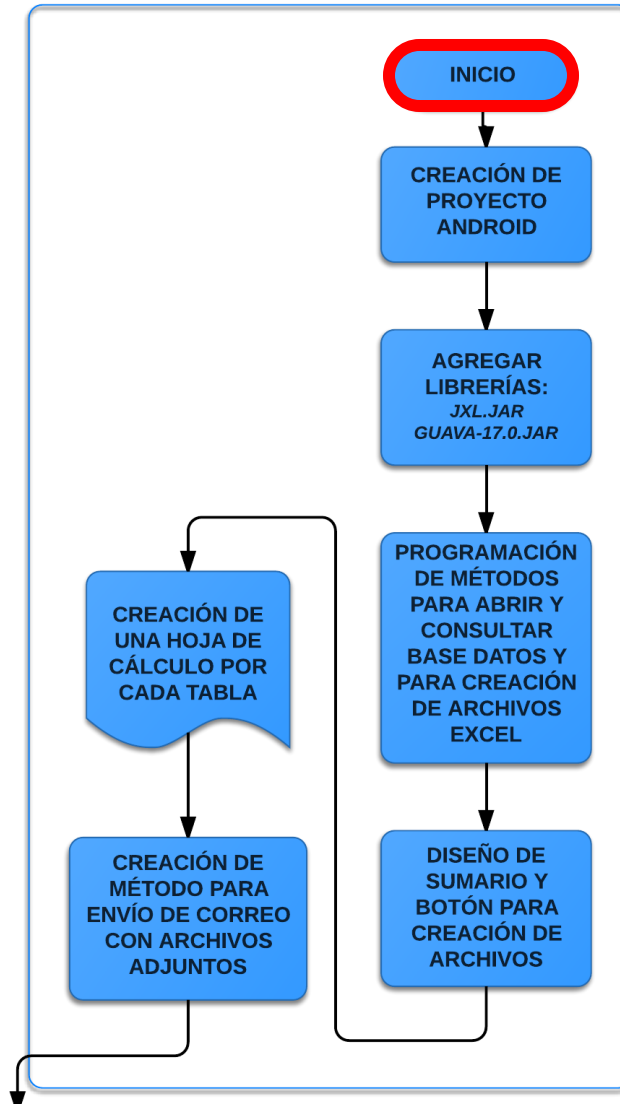 INICIO
CREACIÓN DE
PROYECTO
ANDROID
AGREGAR
LIBRERÍAS:
JXL.JAR
GUAVA-17.0.JAR
PROGRAMACIÓN
DE MÉTODOS
PARA ABRIR Y
CONSULTAR
BASE DATOS Y
PARA CREACIÓN
DE ARCHIVOS
EXCEL
DISEÑO DE
SUMARIO Y
BOTÓN PARA
CREACIÓN DE
ARCHIVOS
CREACIÓN DE
UNA HOJA DE
CÁLCULO POR
CADA TABLA
CREACIÓN DE
MÉTODO PARA
ENVÍO DE CORREO
CON ARCHIVOS
ADJUNTOS